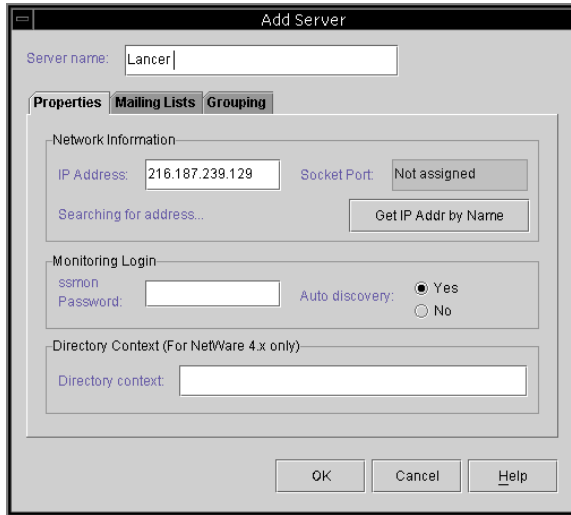 Add Server
Server name: Lancer
Properties Mailing Lists Grouping
Network Information
IP Address: 216.187.239.129 Socket Port: Not assigned
Searching for address... Get IP Addr by Name
Monitoring Login
ssmon
Password: Auto discovery: Yes
No
Directory Context (For NetWare 4.x only)
Directory context:
OK Cancel Help